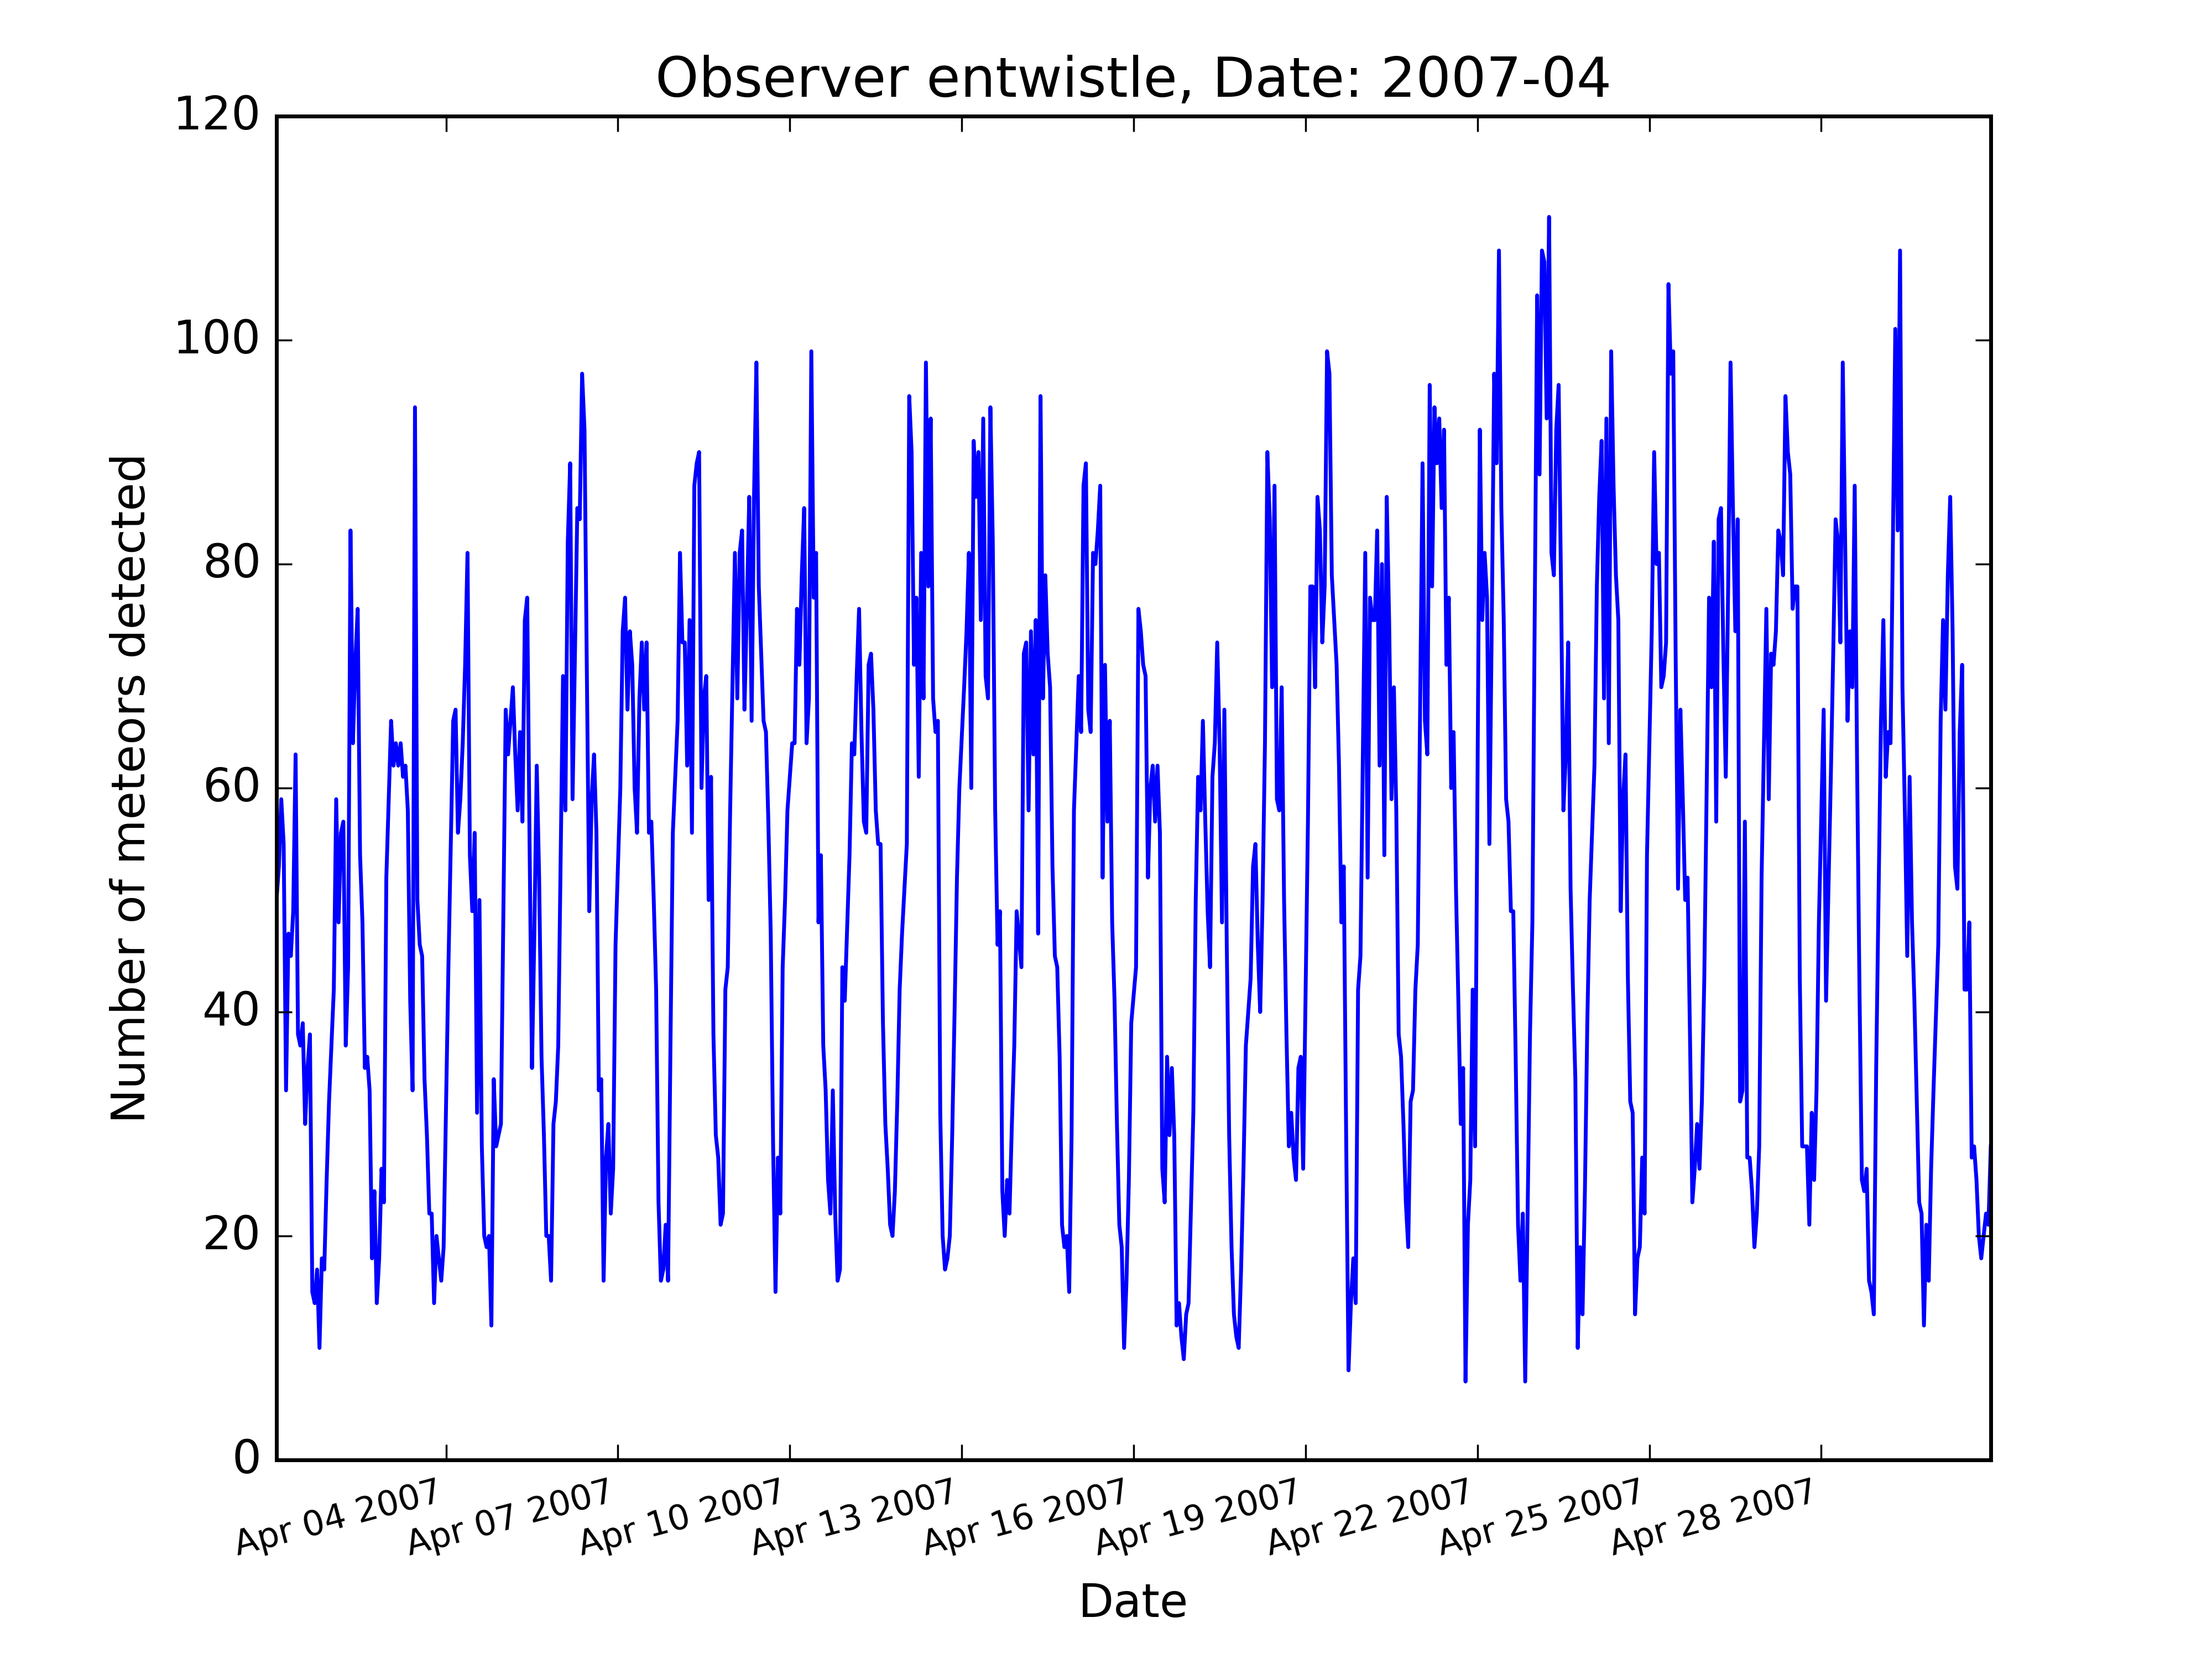 Observer entwistle, Date: 2007-04
120
100
80
60
40
20
0
Number of meteors detected
Apr 04 2007
Apr 07 2007
Apr 10 2007
Apr 13 2007
Apr 16 2007
Apr 19 2007
Apr 22 2007
Apr 25 2007
Apr 28 2007
Date